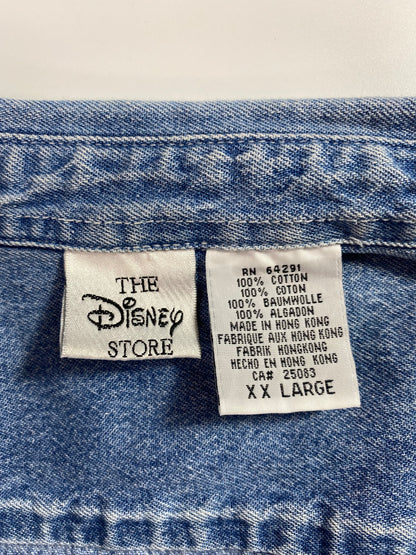 THE
Disney
STORE
RN 64291
100% COTTON
100% COTON
100% BAUMWOLLE
100% ALGADON
MADE IN HONG KONG
FABRIQUE AUX HONG KONG
FABRIK HONGKONG
HECHO EN HONG KONG
CA# 25083
XX LARGE